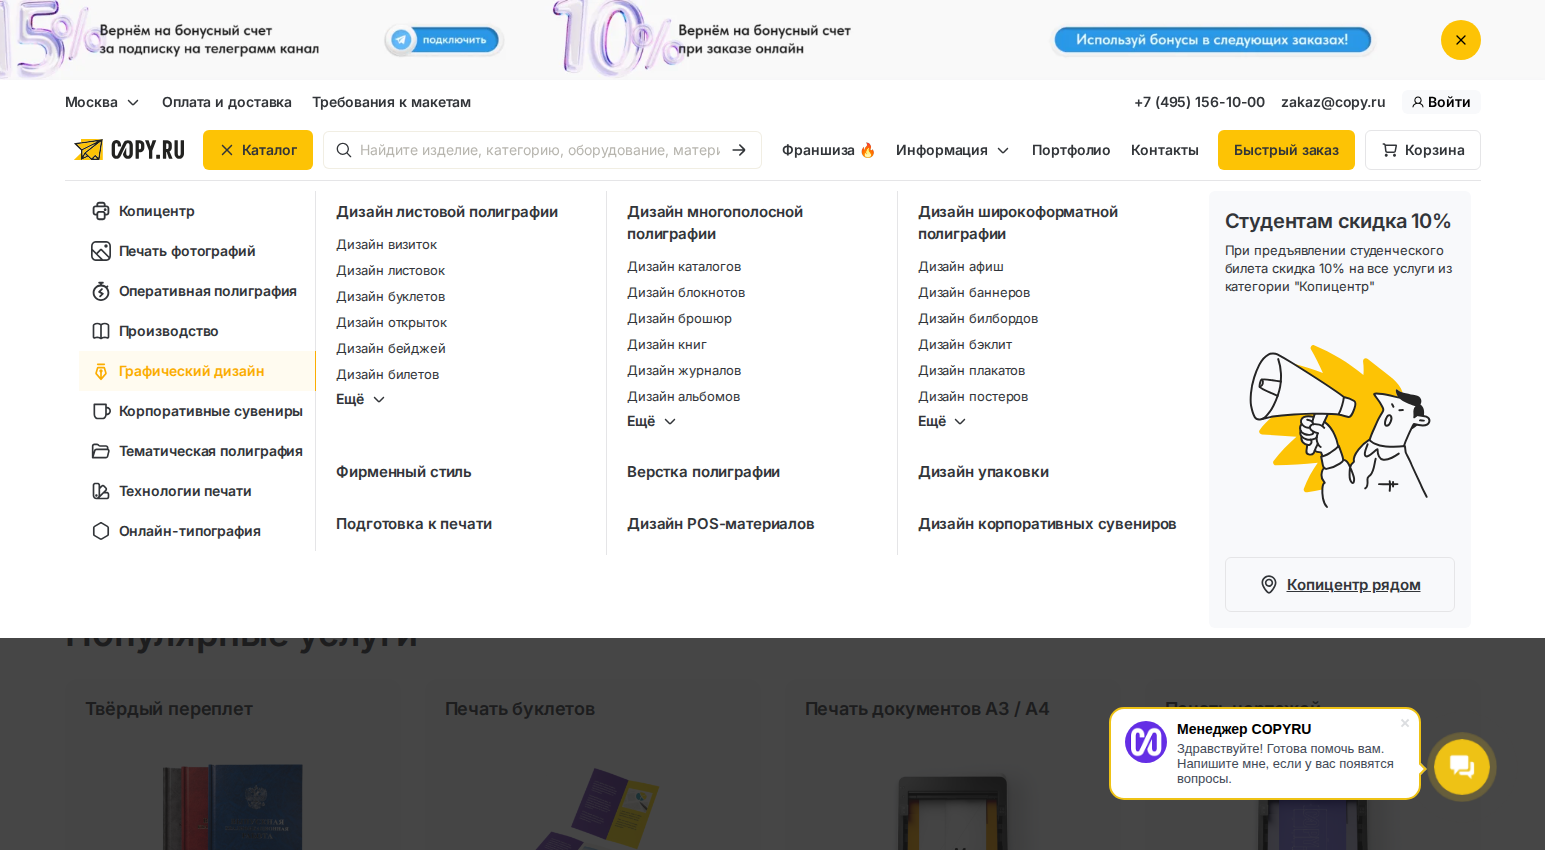 15%
Вернём на бонусный счет
за подписку на телеграмм канал
подключить
10%
Вернём на бонусный счет
при заказе онлайн
Используй бонусы в следующих заказах!
Москва
Оплата и доставка
Требования к макетам
+7 (495) 156-10-00
zakaz@copy.ru
Войти
COPY.RU
Каталог
Найдите изделие, категорию, оборудование, матери
Франшиза 🔥
Информация
Портфолио
Контакты
Быстрый заказ
Корзина
Копицентр
Печать фотографий
Оперативная полиграфия
Производство
Графический дизайн
Корпоративные сувениры
Тематическая полиграфия
Технологии печати
Онлайн-типография
Дизайн листовой полиграфии
Дизайн визиток
Дизайн листовок
Дизайн буклетов
Дизайн открыток
Дизайн бейджей
Дизайн билетов
Ещё
Фирменный стиль
Подготовка к печати
Дизайн многополосной
полиграфии
Дизайн каталогов
Дизайн блокнотов
Дизайн брошюр
Дизайн книг
Дизайн журналов
Дизайн альбомов
Ещё
Верстка полиграфии
Дизайн POS-материалов
Дизайн широкоформатной
полиграфии
Дизайн афиш
Дизайн баннеров
Дизайн билбордов
Дизайн бэклит
Дизайн плакатов
Дизайн постеров
Ещё
Дизайн упаковки
Дизайн корпоративных сувениров
Студентам скидка 10%
При предъявлении студенческого
билета скидка 10% на все услуги из
категории "Копицентр"
Копицентр рядом
Популярные услуги
Твёрдый переплет
Печать буклетов
Печать документов А3 / А4
Менеджер COPYRU
Здравствуйте! Готова помочь вам.
Напишите мне, если у вас появятся
вопросы.